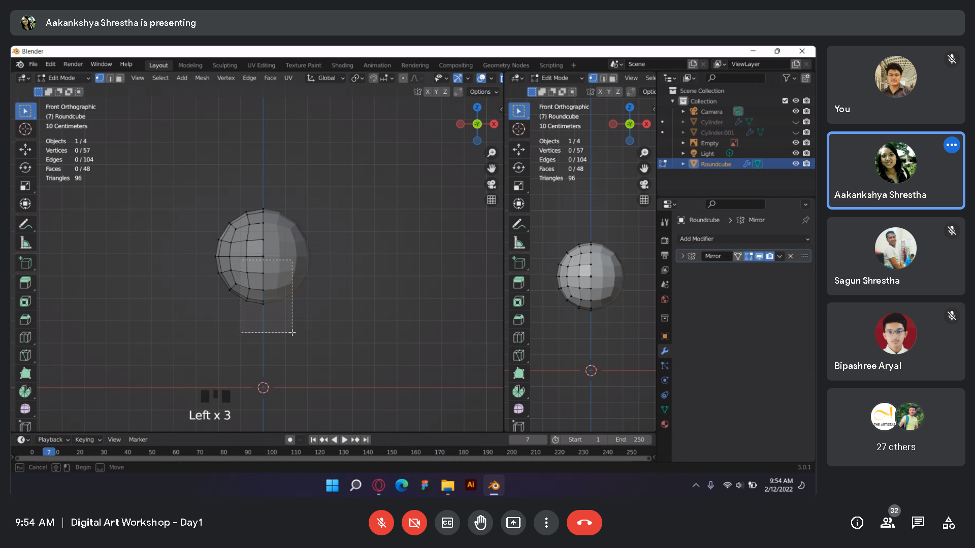 Aakankshya Shrestha is presenting
Blender
File Edit Render Window Help Layout Modeling Sculpting UV Editing Texture Paint Shading Animation Rendering Compositing Geometry Nodes Scripting + Scene ViewLayer
Edit Mode View Select Add Mesh Vertex Edge Face UV Global Edit Mode
X Y Z Options X Y Z
Front Orthographic
(7) Roundcube
10 Centimeters
Objects 1/4
Vertices 0/57
Edges 0/104
Faces 0/48
Triangles 96
Left x 3
Front Orthographic
(7) Roundcube
10 Centimeters
Objects 1/4
Vertices 0/57
Edges 0/104
Faces 0/48
Triangles 96
Scene Collection
Collection
Camera
Cylinder
Cylinder.001
Empty
Light
Roundcube
Roundcube > Mirror
Add Modifier
Mirror
Playback Keying View Marker 7 Start 1 End 250
0 7 10 20 30 40 50 60 70 80 90 100 110 120 130 140 150 160 170 180 190 200 210 220 230 240 250
Cancel Begin Move 3.0.1
Ai 9:54 AM
2/12/2022
You
Aakankshya Shrestha
Sagun Shrestha
Bipashree Aryal
27 others
9:54 AM | Digital Art Workshop - Day1
32